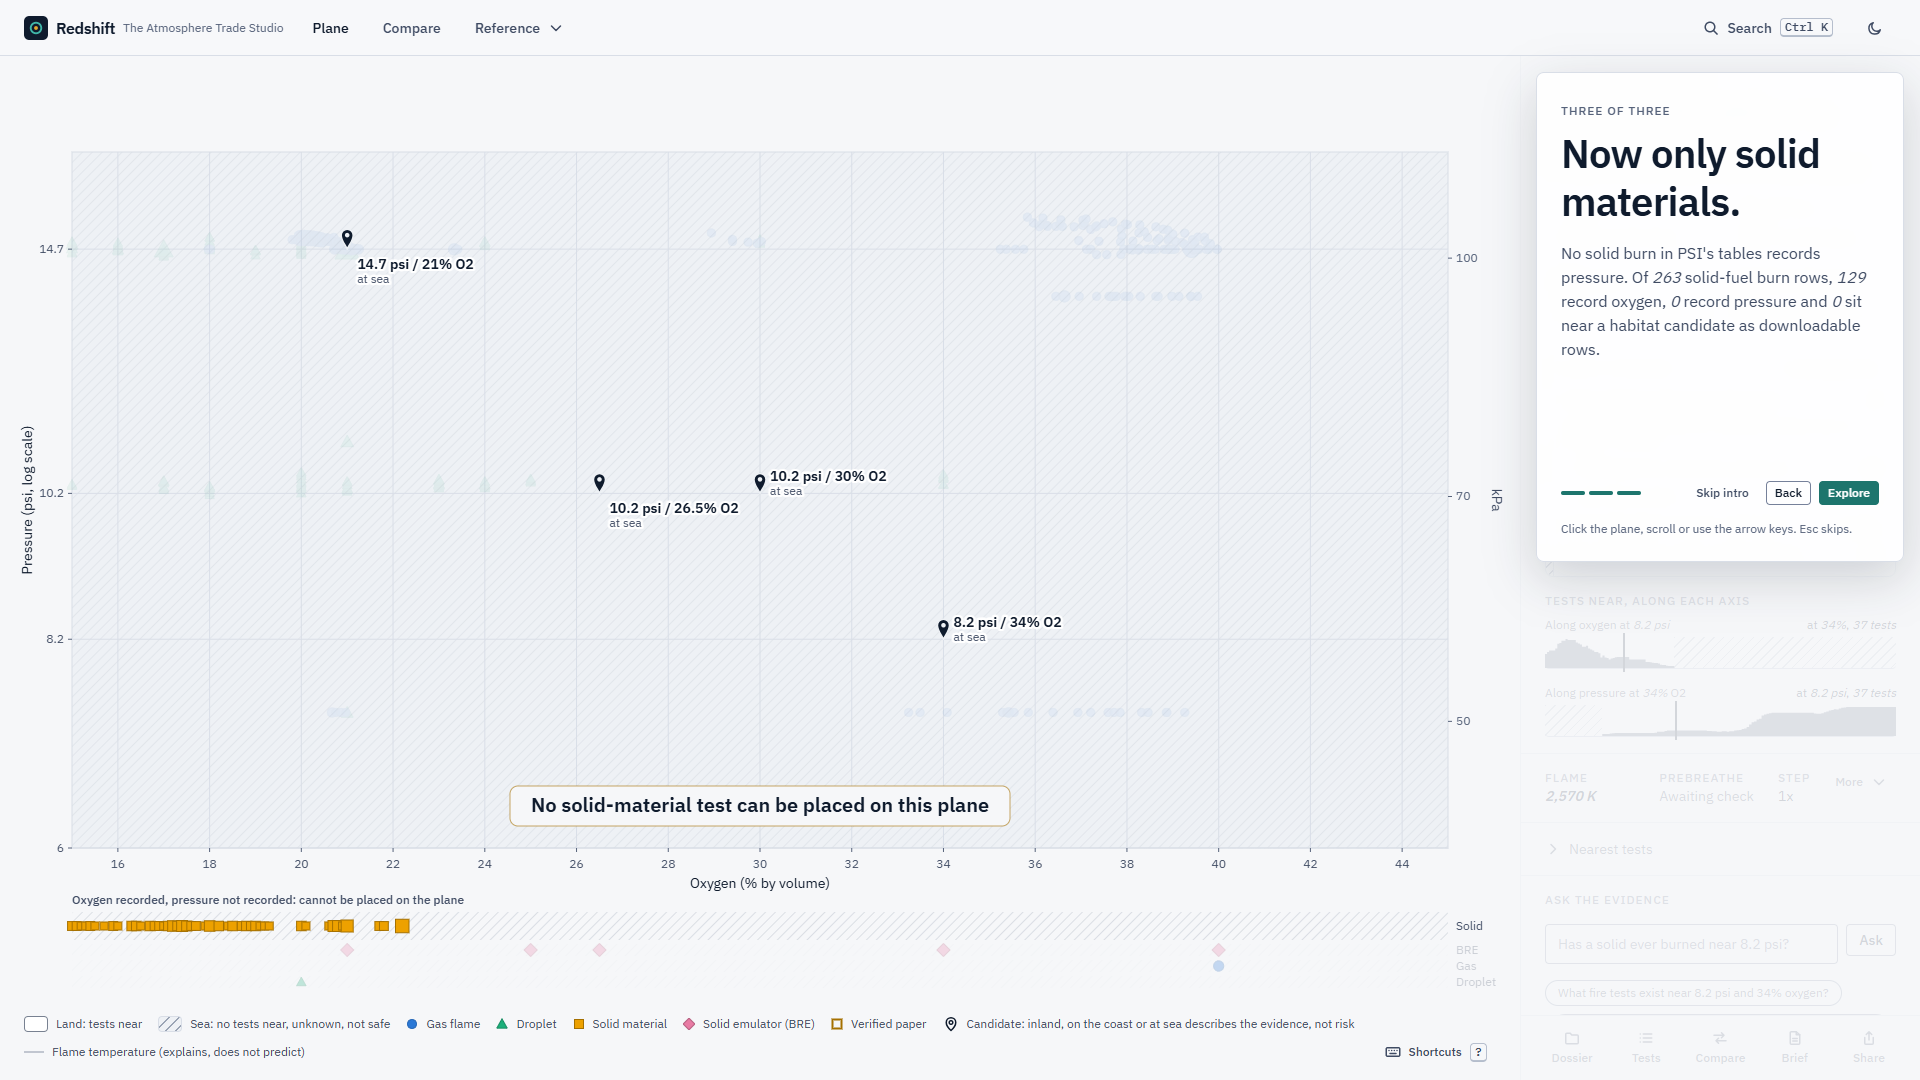 Redshift The Atmosphere Trade Studio Plane Compare Reference Search Ctrl K
THREE OF THREE
Now only solid
materials.
No solid burn in PSI's tables records
pressure. Of 263 solid-fuel burn rows, 129
record oxygen, 0 record pressure and 0 sit
near a habitat candidate as downloadable
rows.
Skip intro Back Explore
Click the plane, scroll or use the arrow keys. Esc skips.
Pressure (psi, log scale)
14.7
10.2
8.2
6
14.7 psi / 21% O2
at sea
10.2 psi / 26.5% O2
at sea
10.2 psi / 30% O2
at sea
8.2 psi / 34% O2
at sea
100
70
50
kPa
No solid-material test can be placed on this plane
16 18 20 22 24 26 28 30 32 34 36 38 40 42 44
Oxygen (% by volume)
Oxygen recorded, pressure not recorded: cannot be placed on the plane
Solid
BRE
Gas
Droplet
Land: tests near Sea: no tests near, unknown, not safe Gas flame Droplet Solid material Solid emulator (BRE) Verified paper Candidate: inland, on the coast or at sea describes the evidence, not risk
Flame temperature (explains, does not predict) Shortcuts ?
TESTS NEAR, ALONG EACH AXIS
Along oxygen at 8.2 psi at 34%, 37 tests
Along pressure at 34% O2 at 8.2 psi, 37 tests
FLAME PREBREATHE STEP More
2,570 K Awaiting check 1x
Nearest tests
ASK THE EVIDENCE
Has a solid ever burned near 8.2 psi? Ask
What fire tests exist near 8.2 psi and 34% oxygen?
Dossier Tests Compare Brief Share